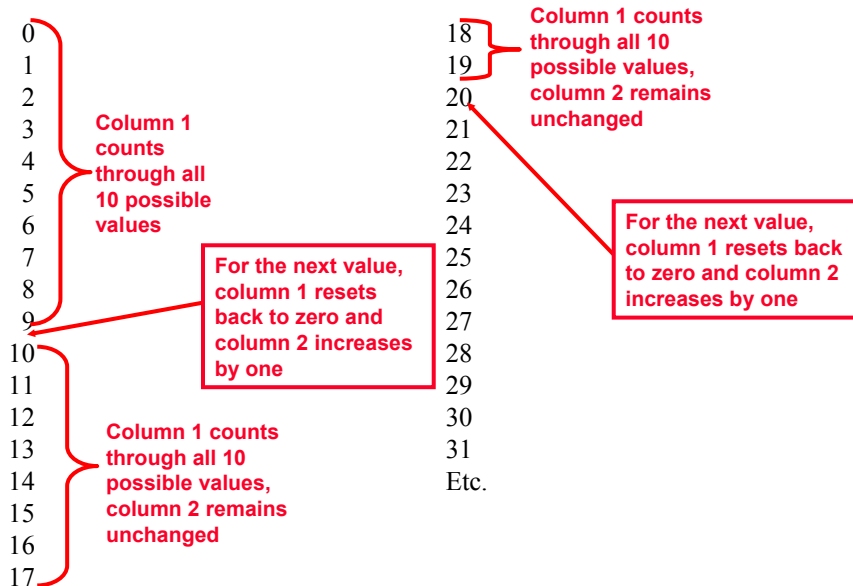 0
1
2
3
4
5
6
7
8
9
10
11
12
13
14
15
16
17
Column 1
counts
through all
10 possible
values
For the next value,
column 1 resets
back to zero and
column 2 increases
by one
Column 1 counts
through all 10
possible values,
column 2 remains
unchanged
18
19
20
21
22
23
24
25
26
27
28
29
30
31
Etc.
Column 1 counts
through all 10
possible values,
column 2 remains
unchanged
For the next value,
column 1 resets back
to zero and column 2
increases by one